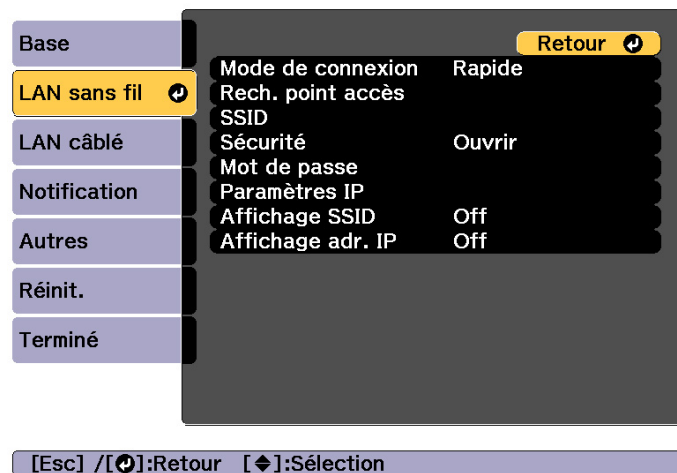 Base
LAN sans fil
LAN câblé
Notification
Autres
Réinit.
Terminé
Retour
Mode de connexion Rapide
Rech. point accès
SSID
Sécurité Ouvrir
Mot de passe
Paramètres IP
Affichage SSID Off
Affichage adr. IP Off
[Esc] /[↵]:Retour [◆]:Sélection